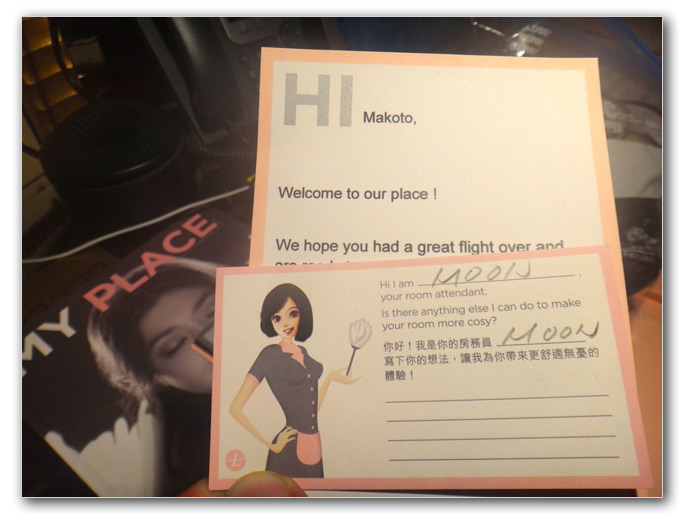 HI Makoto,
Welcome to our place !
We hope you had a great flight over and
MY PLACE
Hi I am MOON,
your room attendant.
Is there anything else I can do to make
your room more cosy?
你好！我是你的房務員 MOON
寫下你的想法，讓我為你帶來更舒適無憂的
體驗！
t